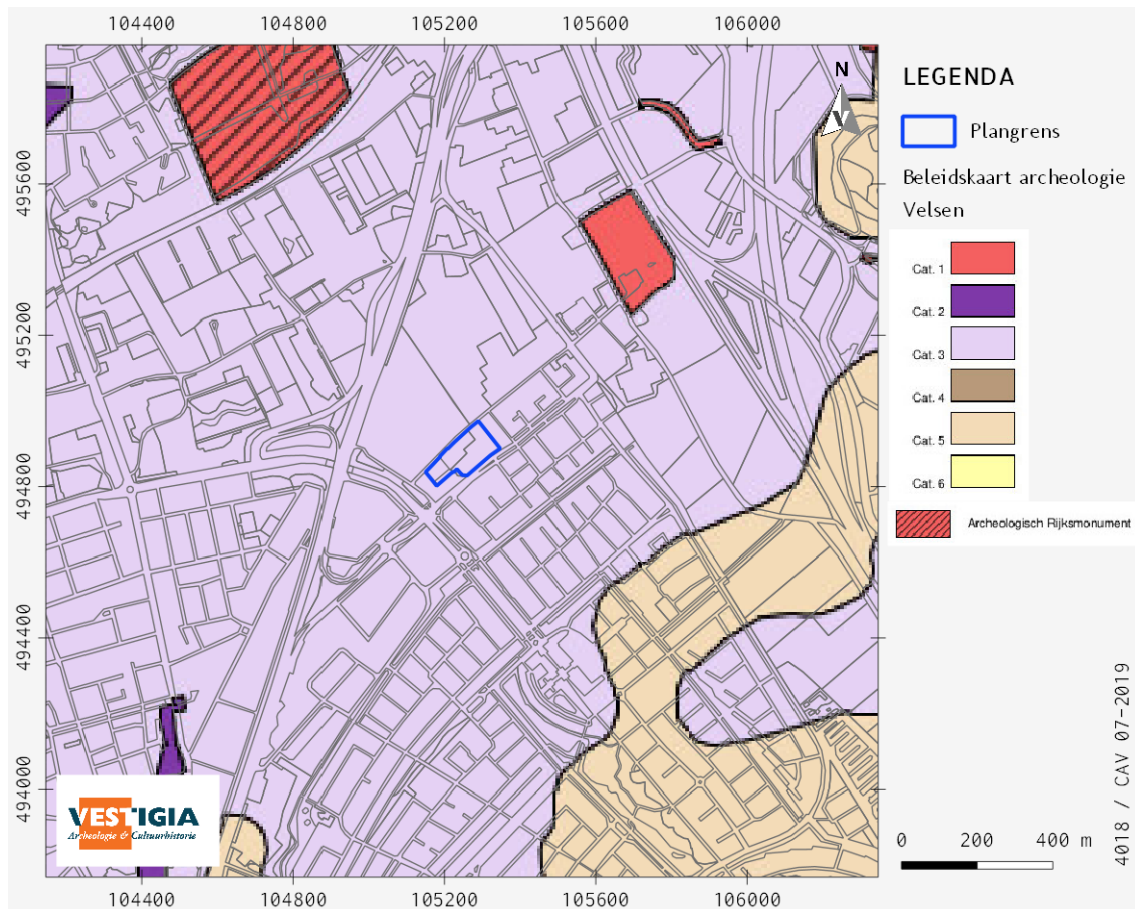 104400 104800 105200 105600 106000
N
LEGENDA
Plangrens
Beleidskaart archeologie
Velsen
Cat. 1
Cat. 2
Cat. 3
Cat. 4
Cat. 5
Cat. 6
Archeologisch Rijksmonument
495600
495200
494800
494400
494000
VESTIGIA
Archeologie & Cultuurhistorie
0 200 400 m
4018 / CAV 07-2019
104400 104800 105200 105600 106000